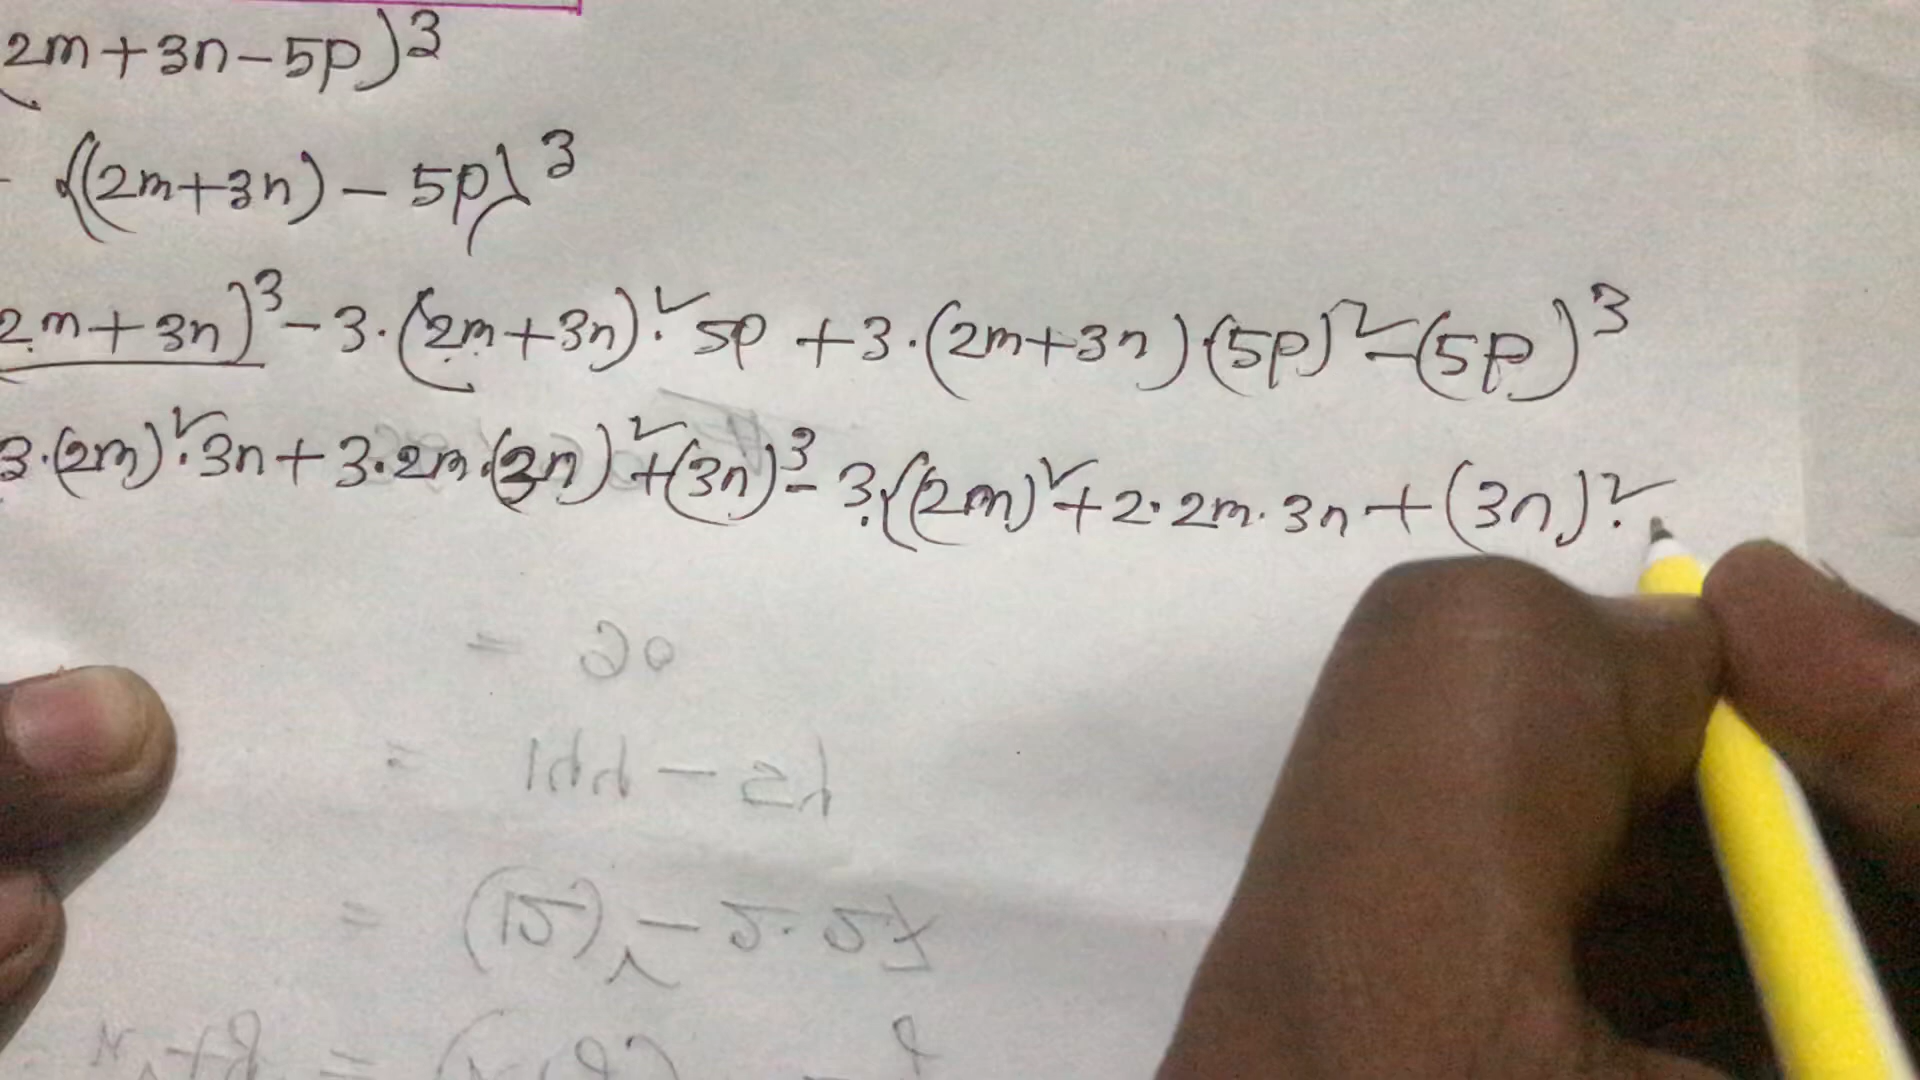 (2m+3n-5p)³
{(2m+3n)-5p}³
2m+3n)³-3.(2m+3n)².5p+3.(2m+3n).(5p)²-(5p)³
3.(2m)².3n+3.2m.(3n)²+(3n)³-3.{(2m)²+2.2m.3n+(3n)².